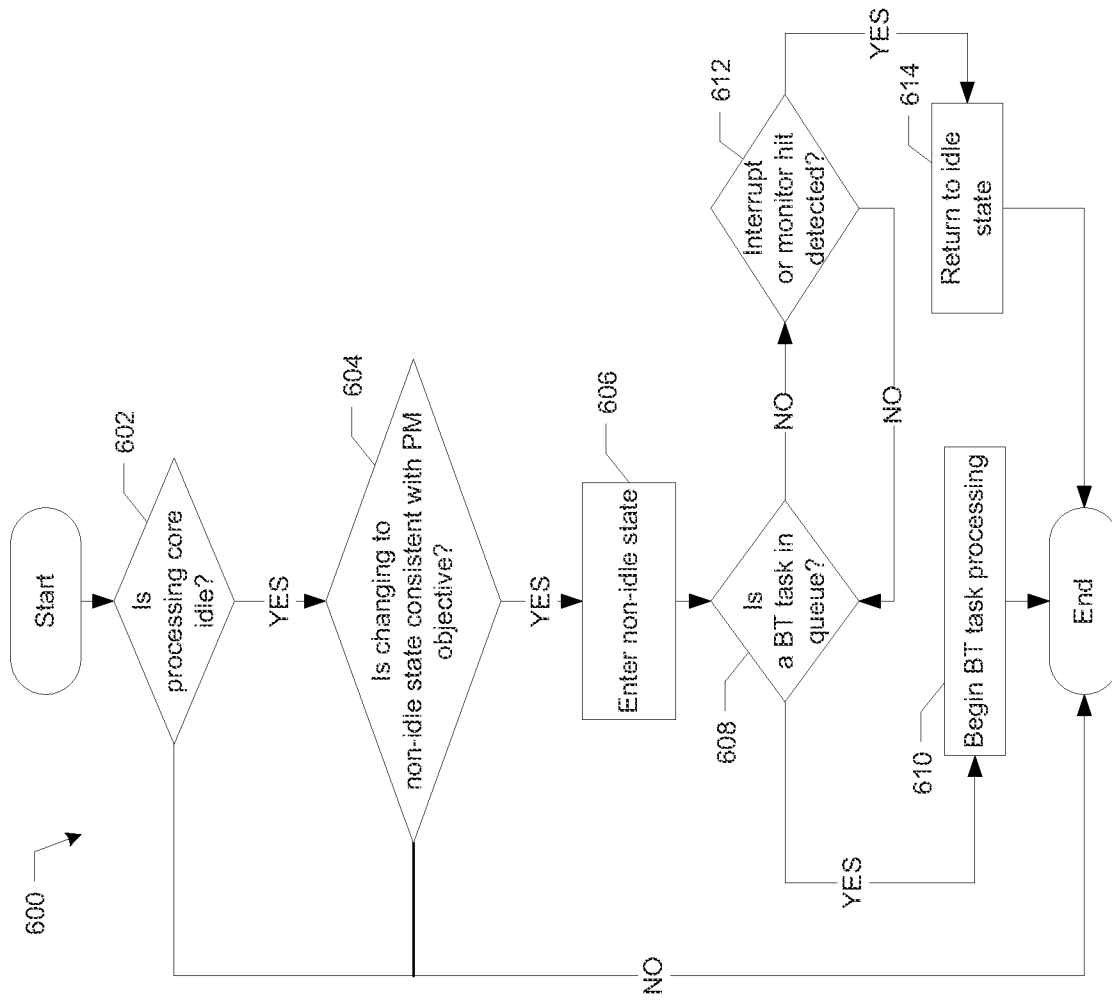 600
Start
602
Is
processing core
idle?
YES
604
Is changing to
non-idle state consistent with PM
objective?
YES
NO
606
Enter non-idle state
608
Is
a BT task in
queue?
YES
NO
612
Interrupt
or monitor hit
detected?
YES
NO
610
Begin BT task processing
614
Return to idle
state
End